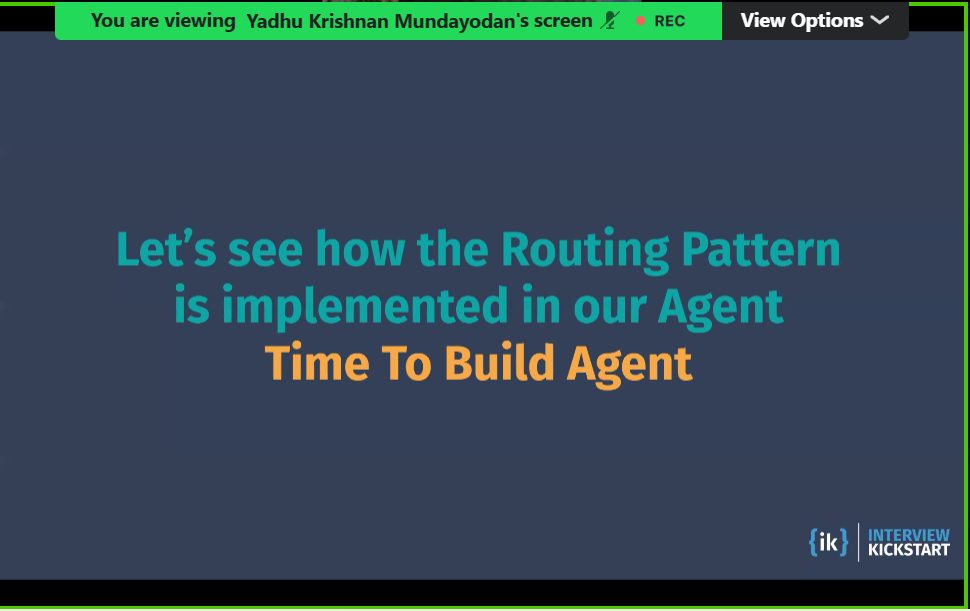 You are viewing Yadhu Krishnan Mundayodan's screen REC View Options
Let's see how the Routing Pattern
is implemented in our Agent
Time To Build Agent
{ik} INTERVIEW
KICKSTART